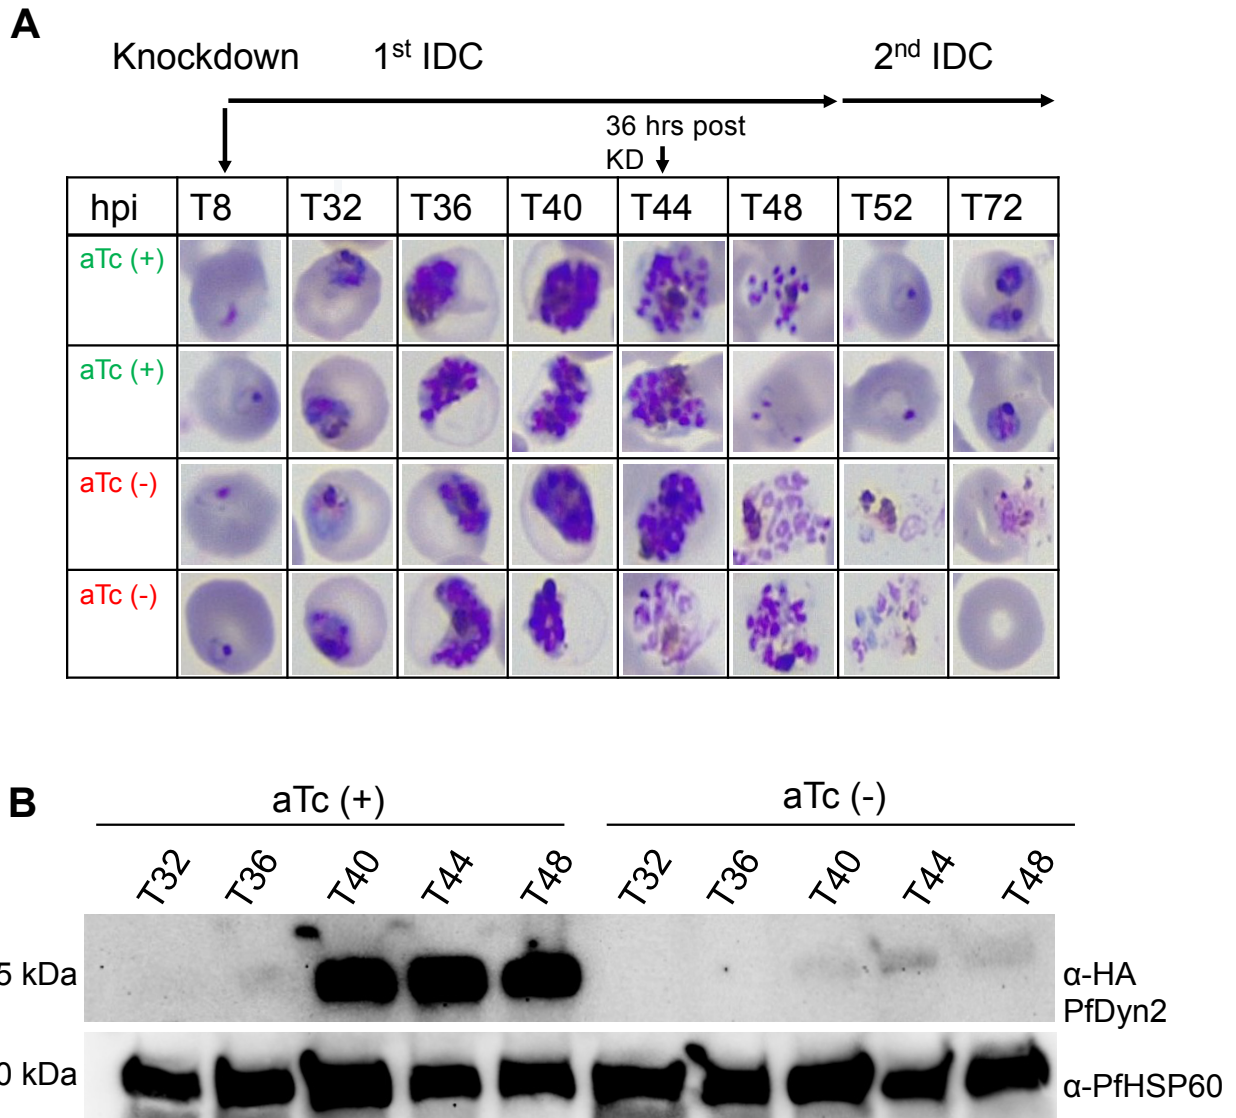 A
Knockdown 1st IDC 2nd IDC
36 hrs post
KD
hpi T8 T32 T36 T40 T44 T48 T52 T72
aTc (+)
aTc (+)
aTc (-)
aTc (-)
B
aTc (+) aTc (-)
T32 T36 T40 T44 T48 T32 T36 T40 T44 T48
5 kDa α-HA
PfDyn2
0 kDa α-PfHSP60